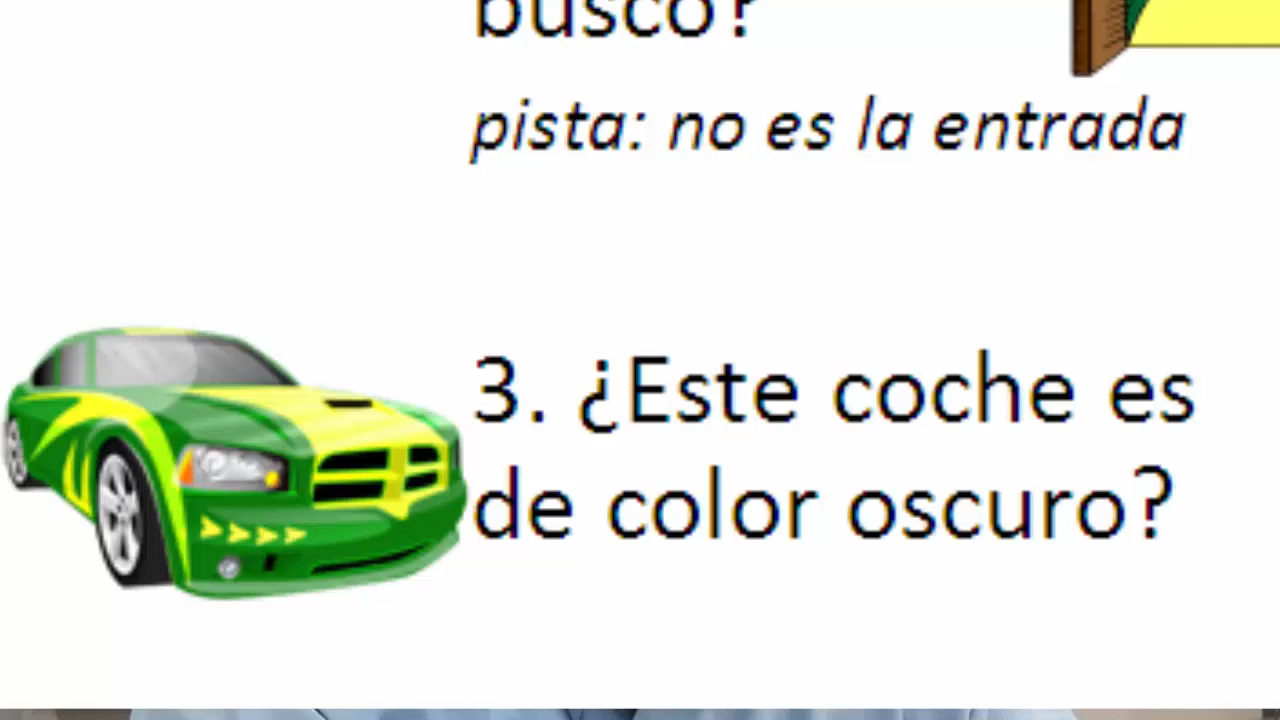 busco?
pista: no es la entrada
3. ¿Este coche es
de color oscuro?